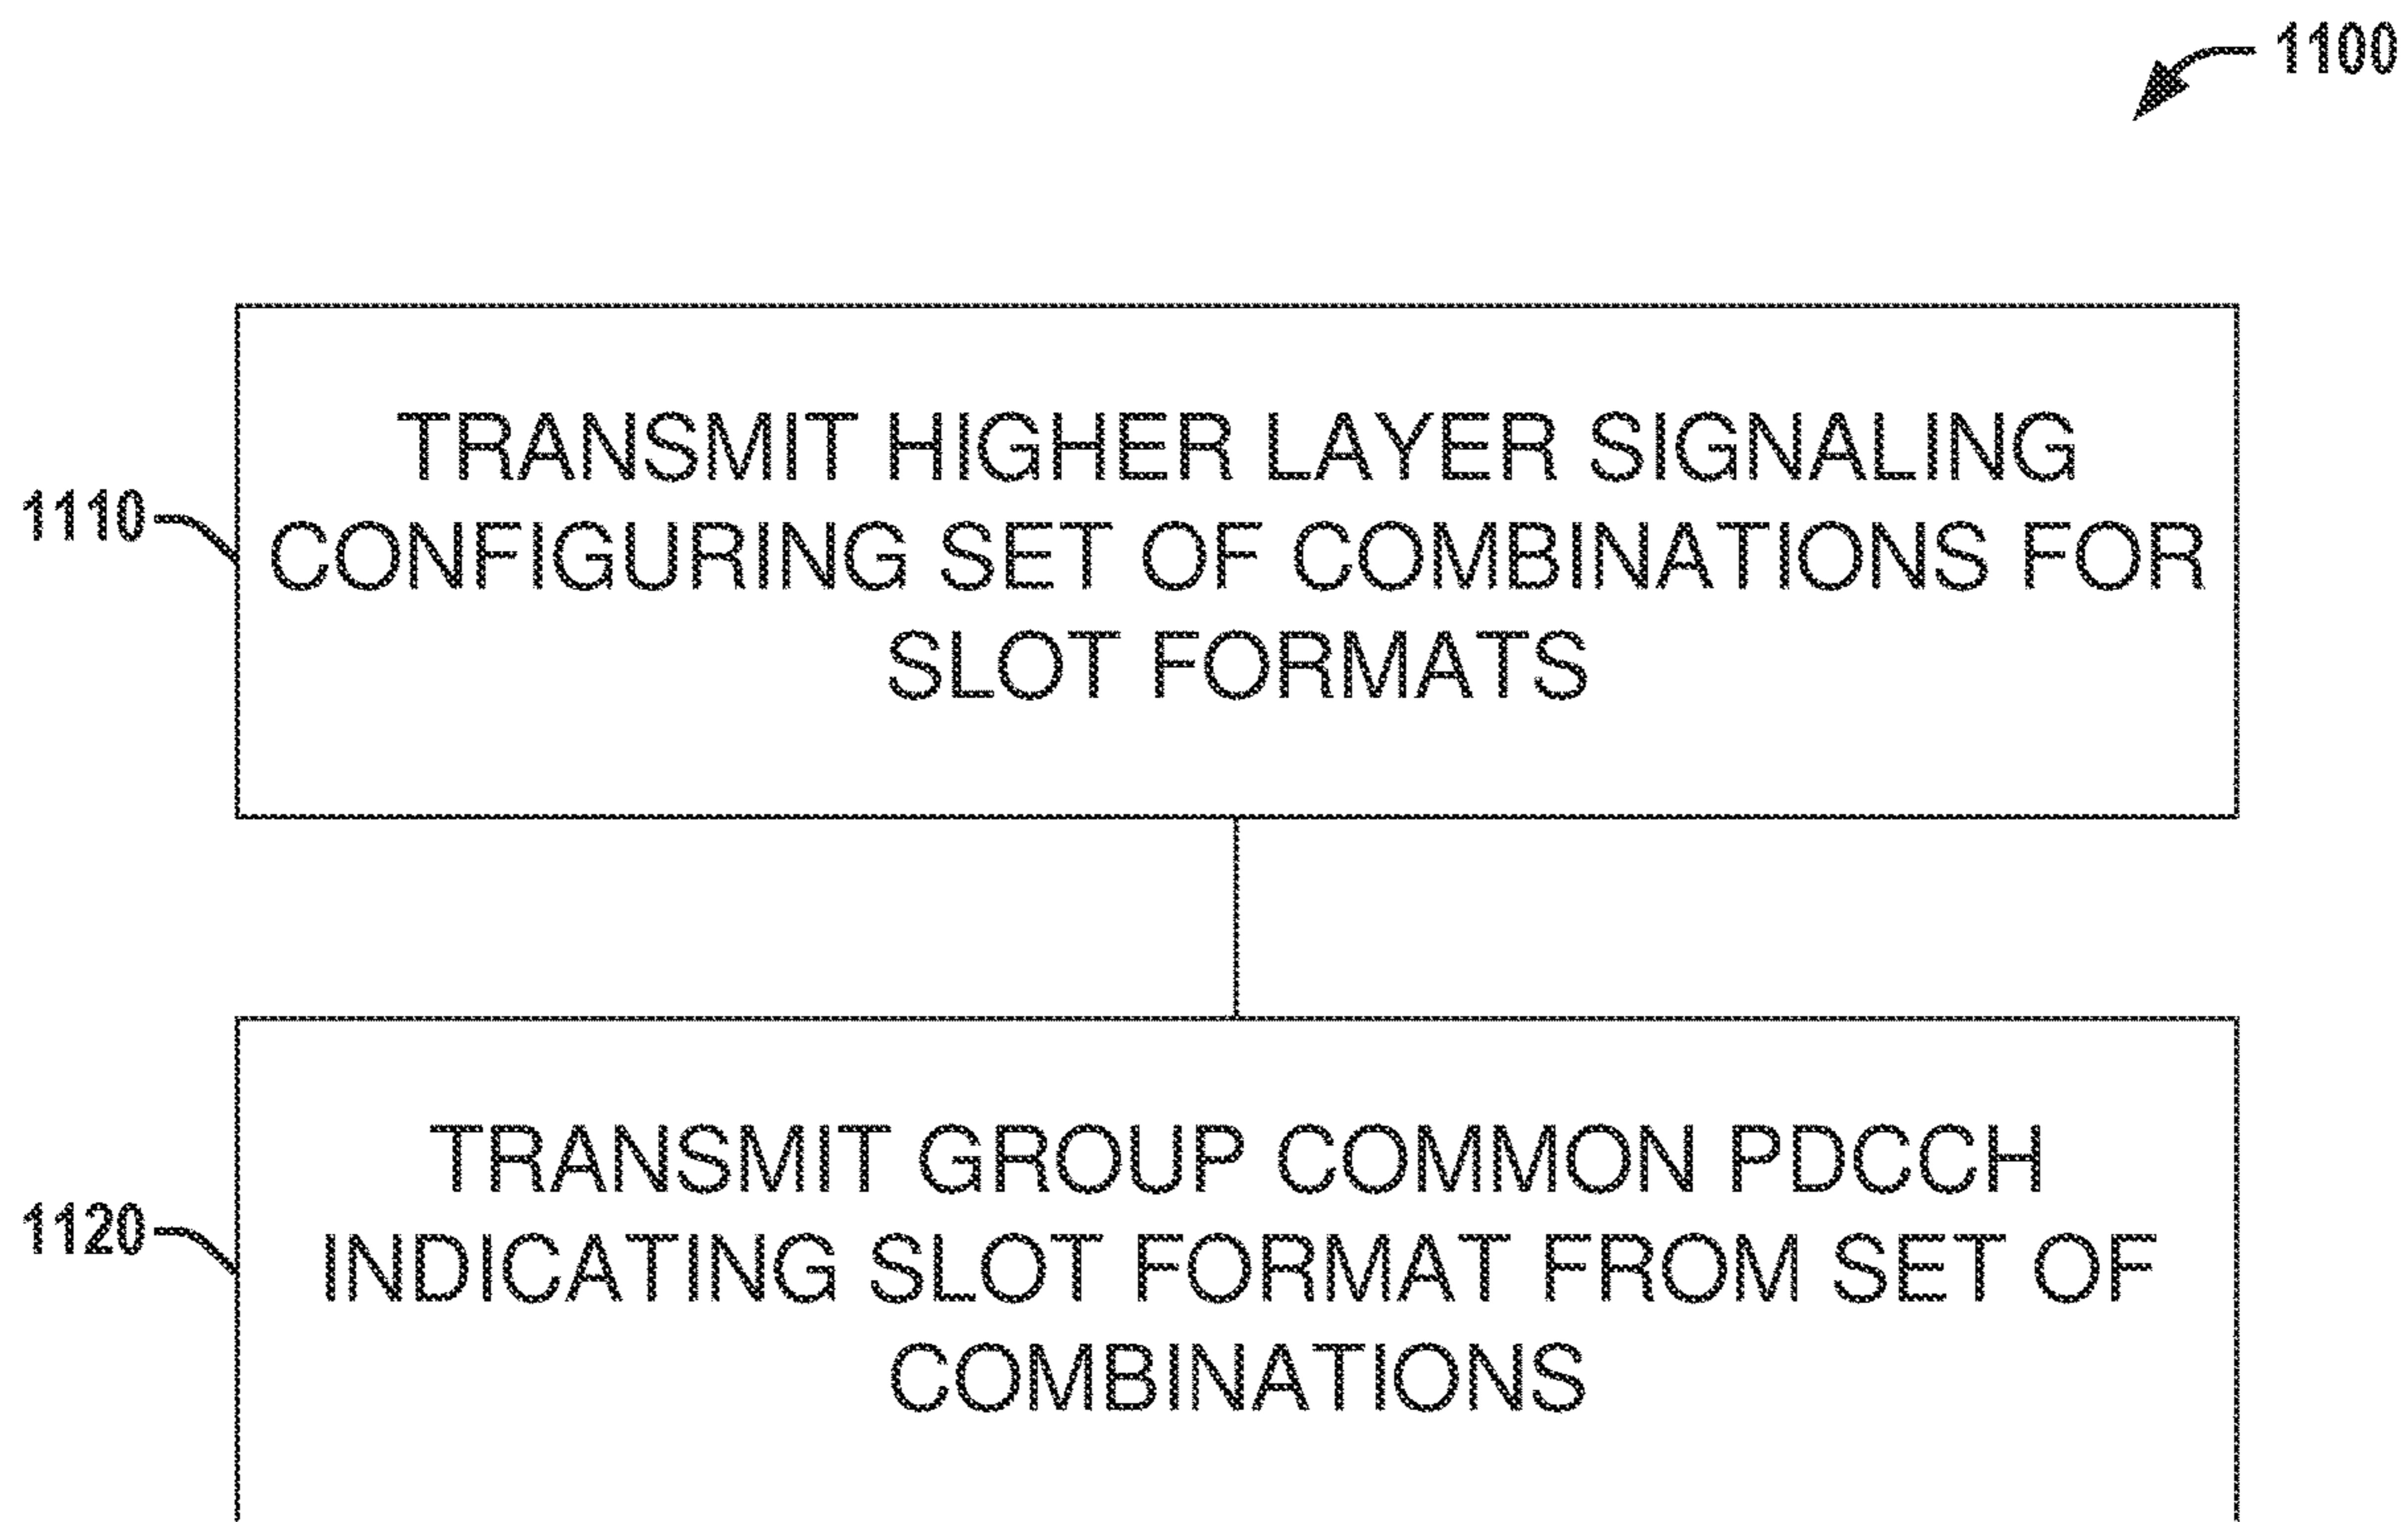 1100
TRANSMIT HIGHER LAYER SIGNALING
1110
CONFIGURING SET OF COMBINATIONS FOR
SLOT FORMATS
TRANSMIT GROUP COMMON PDCCH
1120
INDICATING SLOT FORMAT FROM SET OF
COMBINATIONS